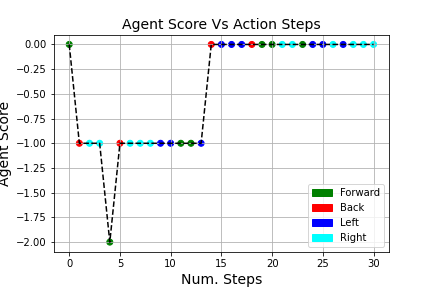 Agent Score Vs Action Steps
Agent Score
0.00
−0.25
−0.50
−0.75
−1.00
−1.25
−1.50
−1.75
−2.00
Forward
Back
Left
Right
0 5 10 15 20 25 30
Num. Steps